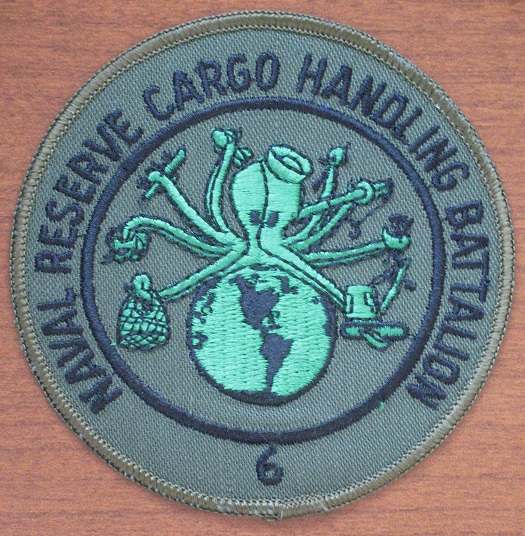 NAVAL RESERVE CARGO HANDLING BATTALION
6